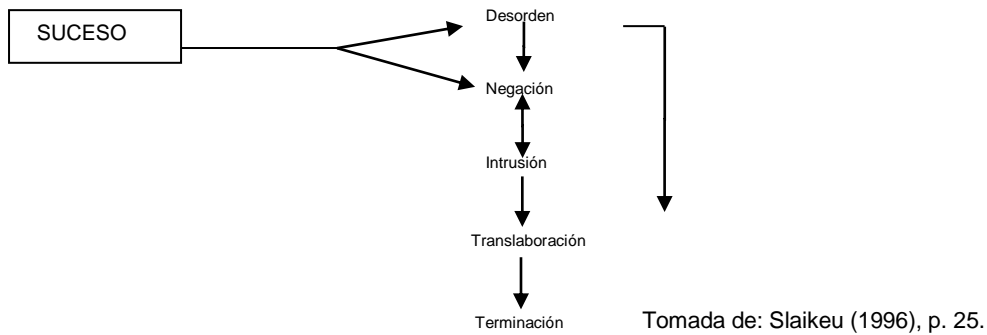 Desorden
SUCESO
Negación
Intrusión
Translaboración
Terminación
Tomada de: Slaikeu (1996), p. 25.